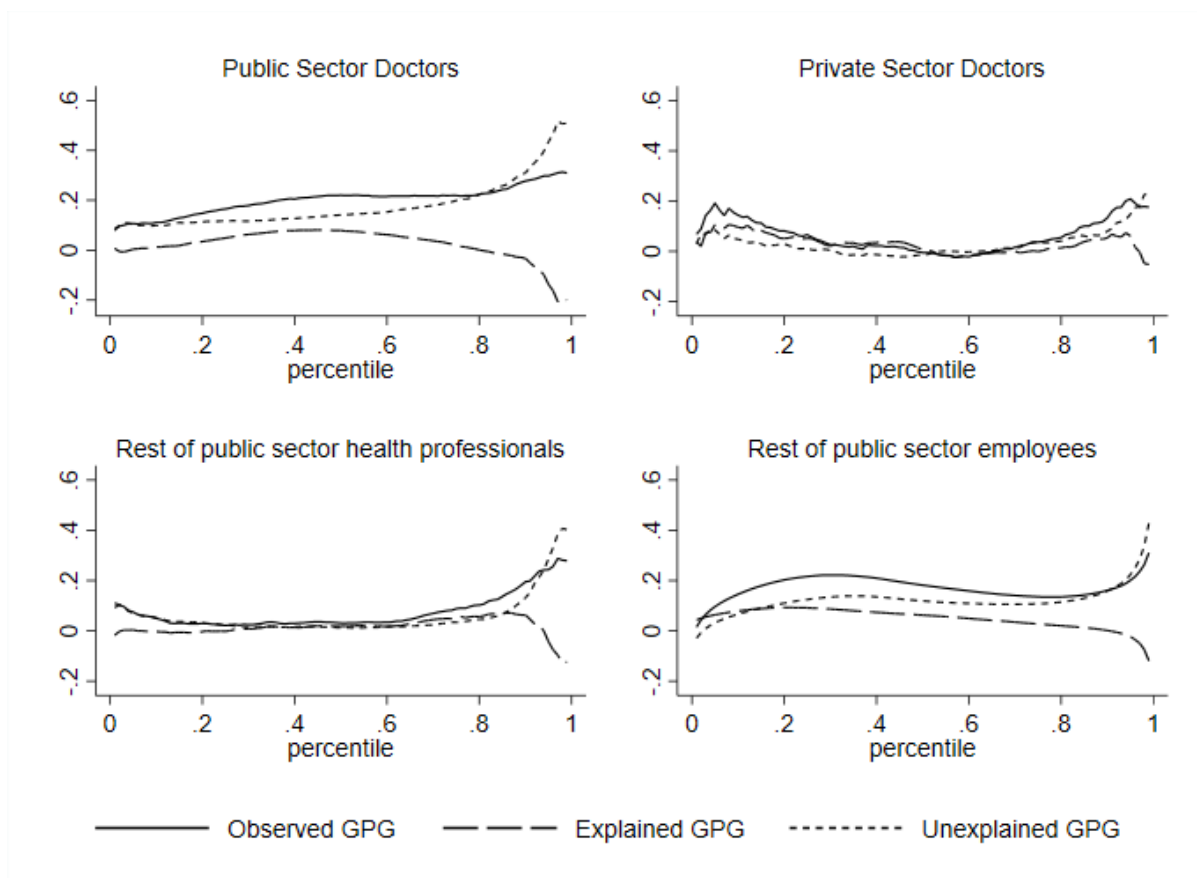 Public Sector Doctors
.6
.4
.2
0
-.2
0 .2 .4 .6 .8 1
percentile
Private Sector Doctors
.6
.4
.2
0
-.2
0 .2 .4 .6 .8 1
percentile
Rest of public sector health professionals
.6
.4
.2
0
-.2
0 .2 .4 .6 .8 1
percentile
Rest of public sector employees
.6
.4
.2
0
-.2
0 .2 .4 .6 .8 1
percentile
Observed GPG Explained GPG Unexplained GPG